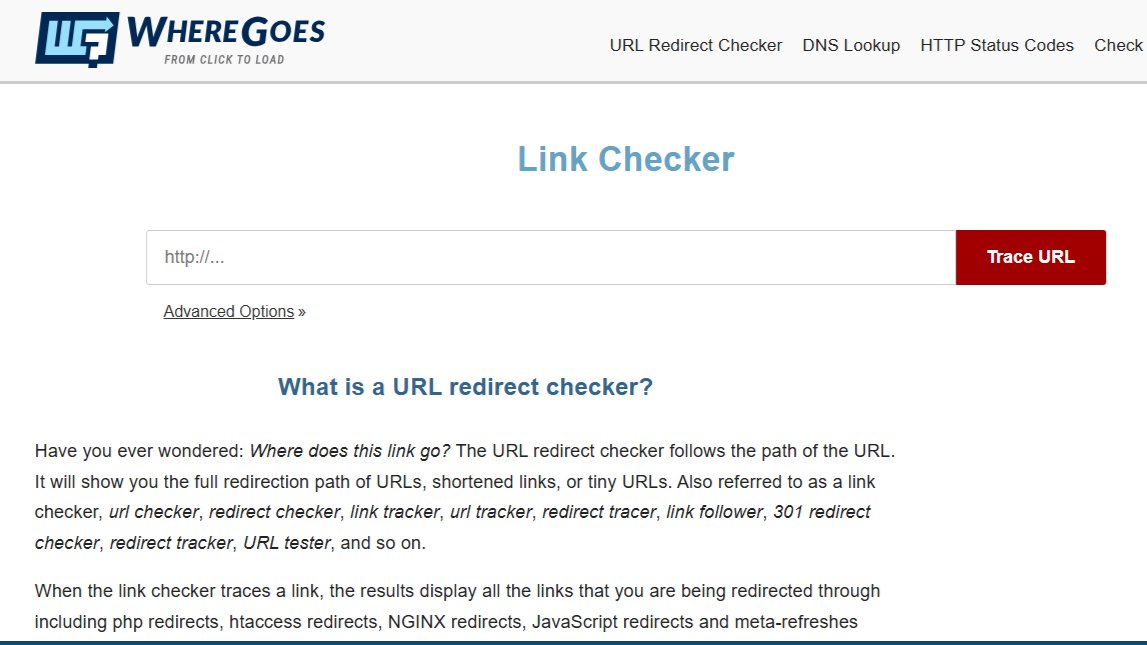 WHEREGOES
FROM CLICK TO LOAD
URL Redirect Checker DNS Lookup HTTP Status Codes Check
Link Checker
http://...
Trace URL
Advanced Options »
What is a URL redirect checker?
Have you ever wondered: Where does this link go? The URL redirect checker follows the path of the URL.
It will show you the full redirection path of URLs, shortened links, or tiny URLs. Also referred to as a link
checker, url checker, redirect checker, link tracker, url tracker, redirect tracer, link follower, 301 redirect
checker, redirect tracker, URL tester, and so on.
When the link checker traces a link, the results display all the links that you are being redirected through
including php redirects, htaccess redirects, NGINX redirects, JavaScript redirects and meta-refreshes